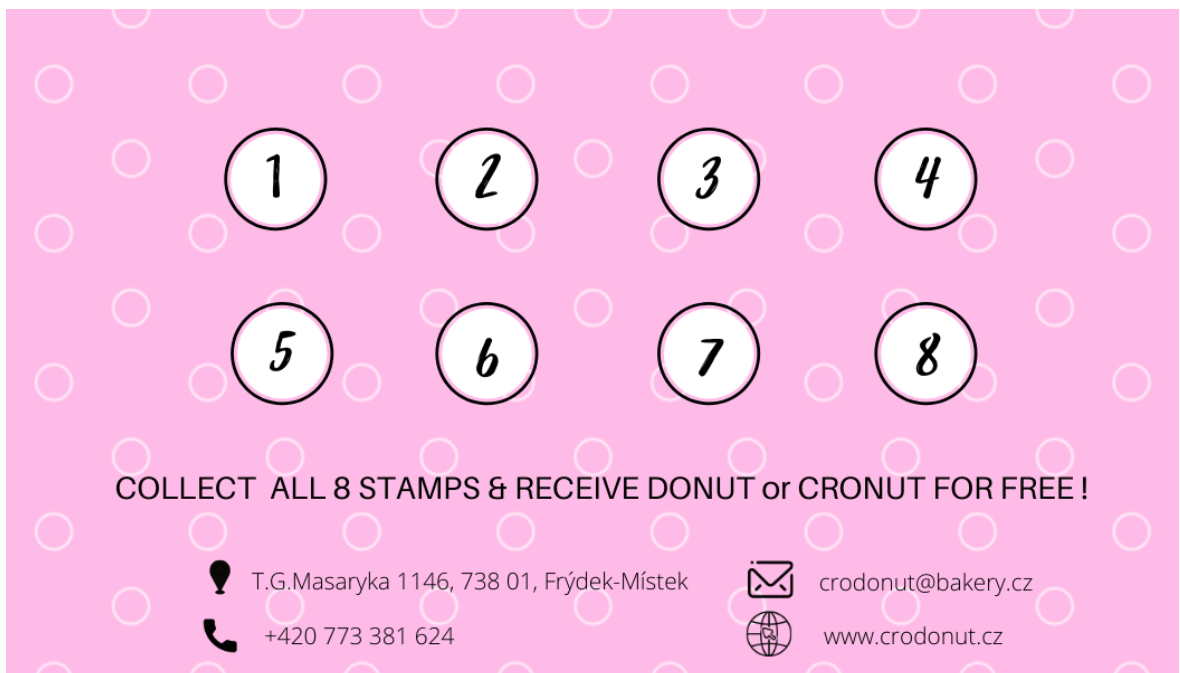 1 2 3 4
5 6 7 8
COLLECT ALL 8 STAMPS & RECEIVE DONUT or CRONUT FOR FREE !
T.G.Masaryka 1146, 738 01, Frýdek-Místek
crodonut@bakery.cz
+420 773 381 624
www.crodonut.cz